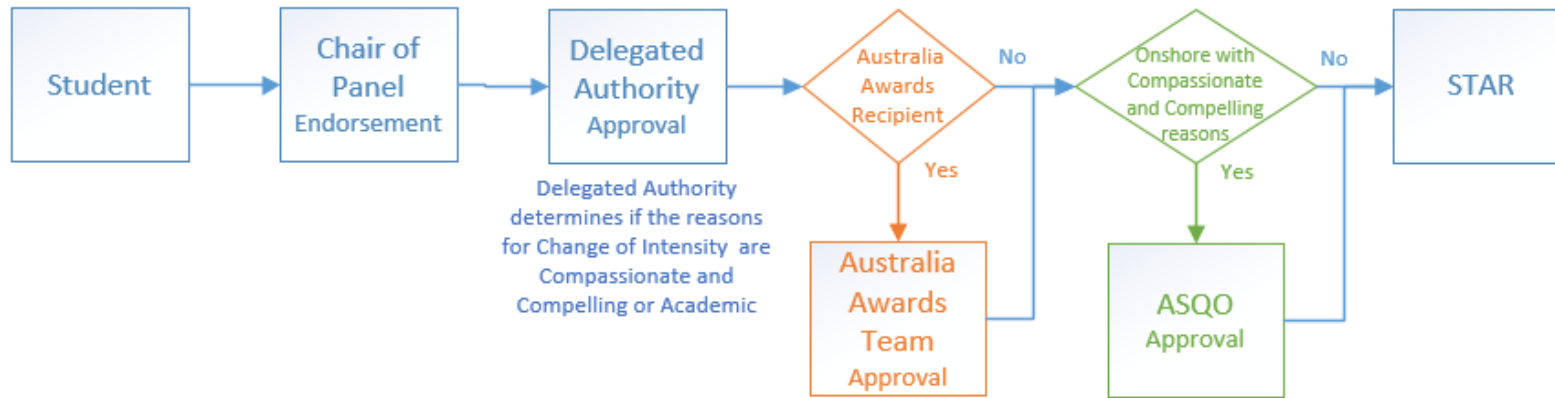 Student
Chair of
Panel
Endorsement
Delegated
Authority
Approval
Delegated Authority
determines if the reasons
for Change of Intensity are
Compassionate and
Compelling or Academic
Australia
Awards
Recipient
No
Yes
Australia
Awards
Team
Approval
Onshore with
Compassionate
and Compelling
reasons
No
Yes
ASQO
Approval
STAR